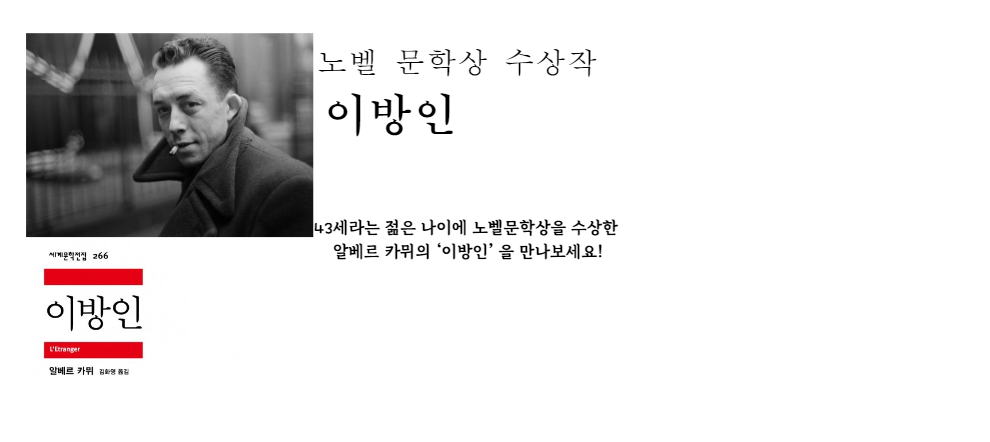 노벨 문학상 수상작
이방인
43세라는 젊은 나이에 노벨문학상을 수상한
알베르 카뮈의 ‘이방인’ 을 만나보세요!
세계문학전집 266
이방인
L'Étranger
알베르 카뮈 김화영 옮김